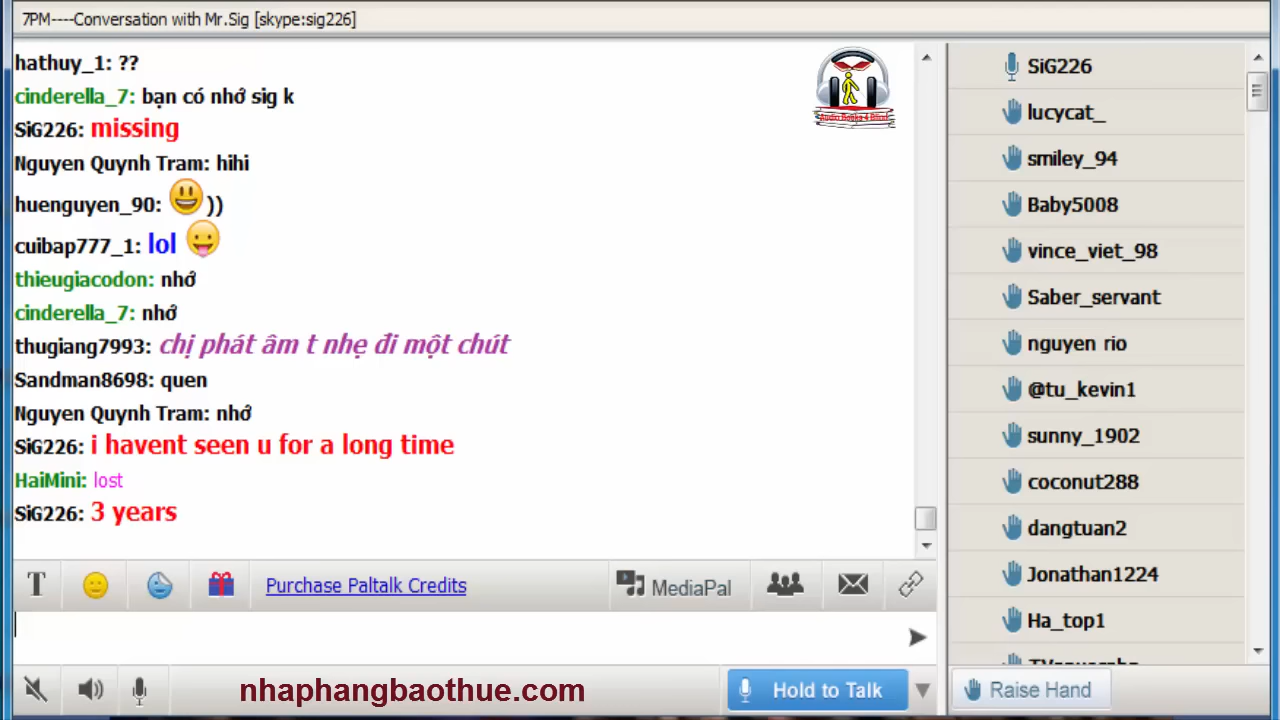 7PM----Conversation with Mr.Sig [skype:sig226]
hathuy_1: ??
cinderella_7: bạn có nhớ sig k
SiG226: missing
Nguyen Quynh Tram: hihi
huenguyen_90: 😃 ))
cuibap777_1: lol 😛
thieugiacodon: nhớ
cinderella_7: nhớ
thugiang7993: chị phát âm t nhẹ đi một chút
Sandman8698: quen
Nguyen Quynh Tram: nhớ
SiG226: i havent seen u for a long time
HaiMini: lost
SiG226: 3 years
Audio Books 4 Blind
T
Purchase Paltalk Credits
MediaPal
nhaphangbaothue.com
Hold to Talk
SiG226
lucycat_
smiley_94
Baby5008
vince_viet_98
Saber_servant
nguyen rio
@tu_kevin1
sunny_1902
coconut288
dangtuan2
Jonathan1224
Ha_top1
Raise Hand